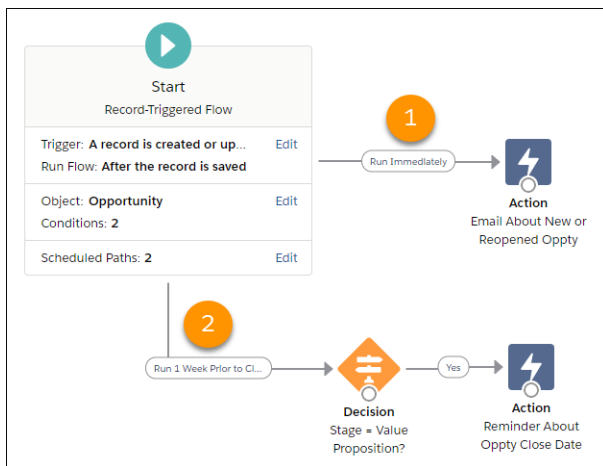 Start
Record-Triggered Flow
Trigger: A record is created or up... Edit
Run Flow: After the record is saved
Object: Opportunity Edit
Conditions: 2
Scheduled Paths: 2 Edit
1
Run Immediately
Action
Email About New or
Reopened Oppty
2
Run 1 Week Prior to Cl...
Decision
Stage = Value
Proposition?
Yes
Action
Reminder About
Oppty Close Date